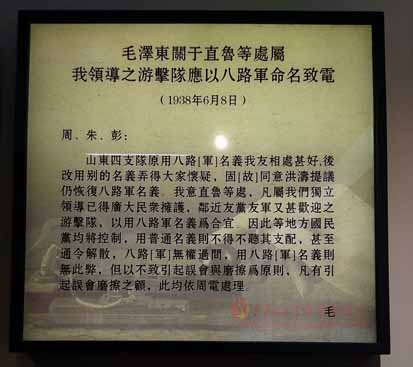 毛澤東關于直魯等處屬
我領導之游擊隊應以八路軍命名致電
（1938年6月8日）
周、朱、彭：
山東四支隊原用八路[軍]名義我友相處甚好,後
改用别的名義弄得大家懷疑，固[故]同意洪濤提議
仍恢復八路軍名義。我意直魯等處，凡屬我們獨立
領導已得廣大民衆擁護，鄰近友黨友軍又甚歡迎之
游擊隊，以用八路軍名義爲合宜。因此等地方國民
黨均將控制，用普通名義則不得不聽其支配，甚至
通令解散，八路[軍]無權過問，用八路[軍]名義則
無此弊，但以不致引起誤會與磨擦爲原則，凡有引
起誤會磨擦之顧，此均依周電處理。
毛